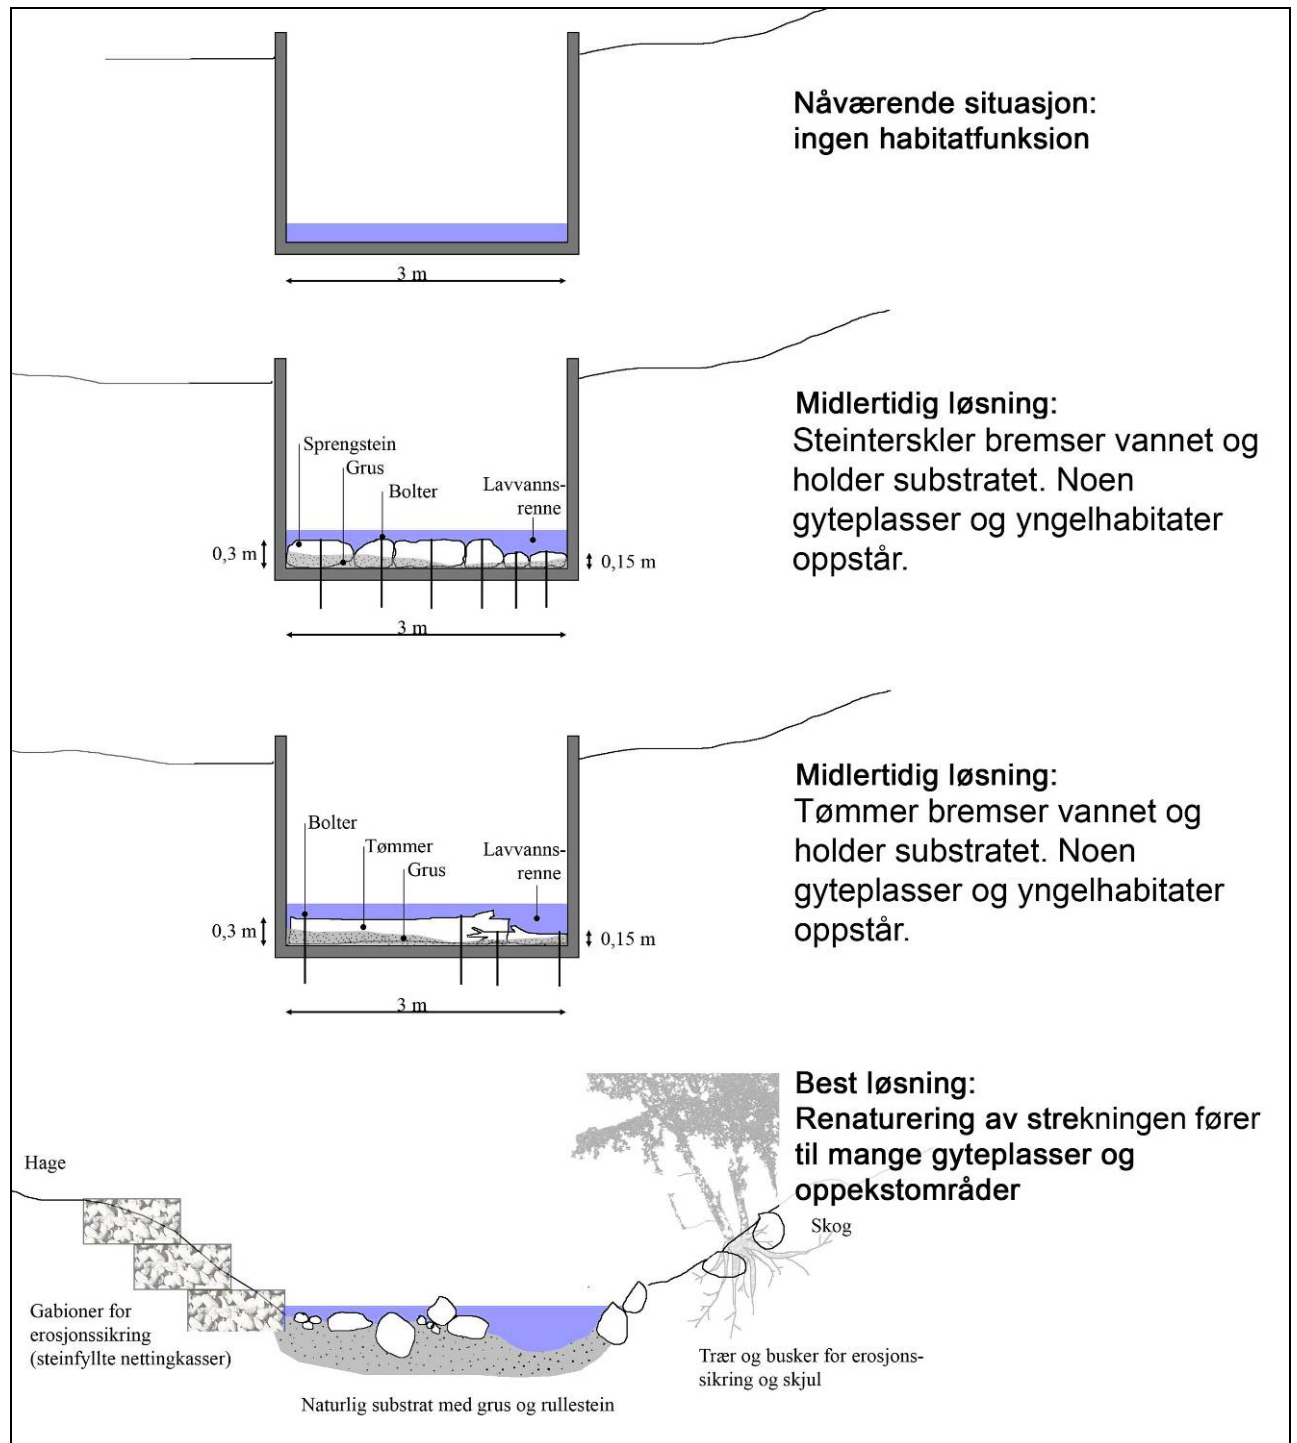 Nåværende situasjon:
ingen habitatfunksion
3 m
Midlertidig løsning:
Steinterskler bremser vannet og
holder substratet. Noen
gyteplasser og yngelhabitater
oppstår.
Sprengstein
Grus
Bolter
Lavvanns-
renne
0,3 m
0,15 m
3 m
Midlertidig løsning:
Tømmer bremser vannet og
holder substratet. Noen
gyteplasser og yngelhabitater
oppstår.
Bolter
Tømmer
Grus
Lavvanns-
renne
0,3 m
0,15 m
3 m
Best løsning:
Renaturering av strekningen fører
til mange gyteplasser og
oppekstområder
Hage
Skog
Gabioner for
erosjonssikring
(steinfyllte nettingkasser)
Trær og busker for erosjons-
sikring og skjul
Naturlig substrat med grus og rullestein